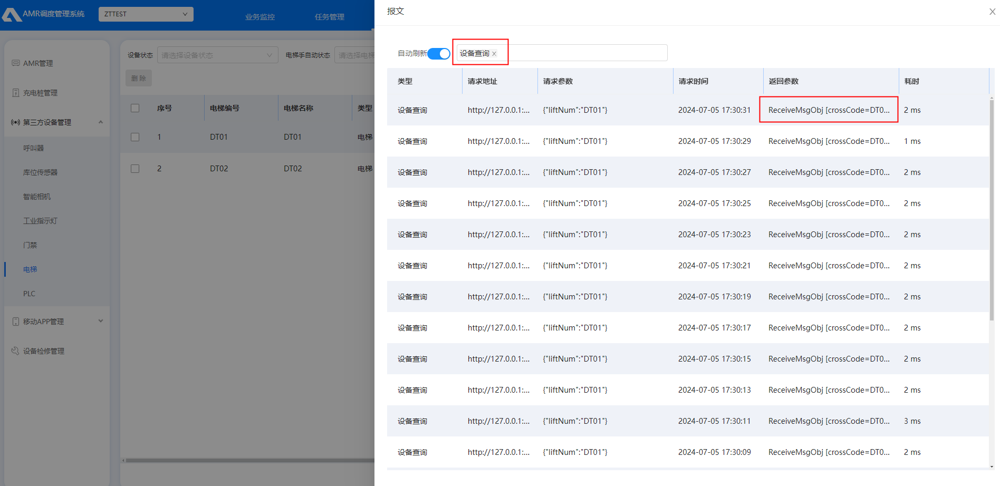 AMR调度管理系统
ZTTEST
业务监控
任务管理
AMR管理
充电桩管理
第三方设备管理
呼叫器
库位传感器
智能相机
工业指示灯
门禁
电梯
PLC
移动APP管理
设备检修管理
设备状态 请选择设备状态 电梯手自动状态 请选择电梯
删 除
序号 电梯编号 电梯名称 类型
1 DT01 DT01 电梯
2 DT02 DT02 电梯
报文
自动刷新 设备查询
类型 请求地址 请求参数 请求时间 返回参数 耗时
设备查询 http://127.0.0.1:... {"liftNum":"DT01"} 2024-07-05 17:30:31 ReceiveMsgObj [crossCode=DT0... 2 ms
设备查询 http://127.0.0.1:... {"liftNum":"DT01"} 2024-07-05 17:30:29 ReceiveMsgObj [crossCode=DT0... 1 ms
设备查询 http://127.0.0.1:... {"liftNum":"DT01"} 2024-07-05 17:30:27 ReceiveMsgObj [crossCode=DT0... 2 ms
设备查询 http://127.0.0.1:... {"liftNum":"DT01"} 2024-07-05 17:30:25 ReceiveMsgObj [crossCode=DT0... 2 ms
设备查询 http://127.0.0.1:... {"liftNum":"DT01"} 2024-07-05 17:30:23 ReceiveMsgObj [crossCode=DT0... 2 ms
设备查询 http://127.0.0.1:... {"liftNum":"DT01"} 2024-07-05 17:30:21 ReceiveMsgObj [crossCode=DT0... 2 ms
设备查询 http://127.0.0.1:... {"liftNum":"DT01"} 2024-07-05 17:30:19 ReceiveMsgObj [crossCode=DT0... 2 ms
设备查询 http://127.0.0.1:... {"liftNum":"DT01"} 2024-07-05 17:30:17 ReceiveMsgObj [crossCode=DT0... 2 ms
设备查询 http://127.0.0.1:... {"liftNum":"DT01"} 2024-07-05 17:30:15 ReceiveMsgObj [crossCode=DT0... 2 ms
设备查询 http://127.0.0.1:... {"liftNum":"DT01"} 2024-07-05 17:30:13 ReceiveMsgObj [crossCode=DT0... 2 ms
设备查询 http://127.0.0.1:... {"liftNum":"DT01"} 2024-07-05 17:30:11 ReceiveMsgObj [crossCode=DT0... 3 ms
设备查询 http://127.0.0.1:... {"liftNum":"DT01"} 2024-07-05 17:30:09 ReceiveMsgObj [crossCode=DT0... 2 ms